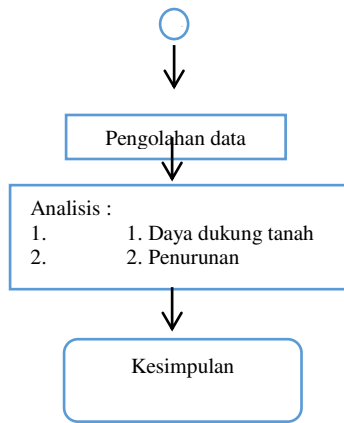 Pengolahan data
Analisis :
1. 1. Daya dukung tanah
2. 2. Penurunan
Kesimpulan